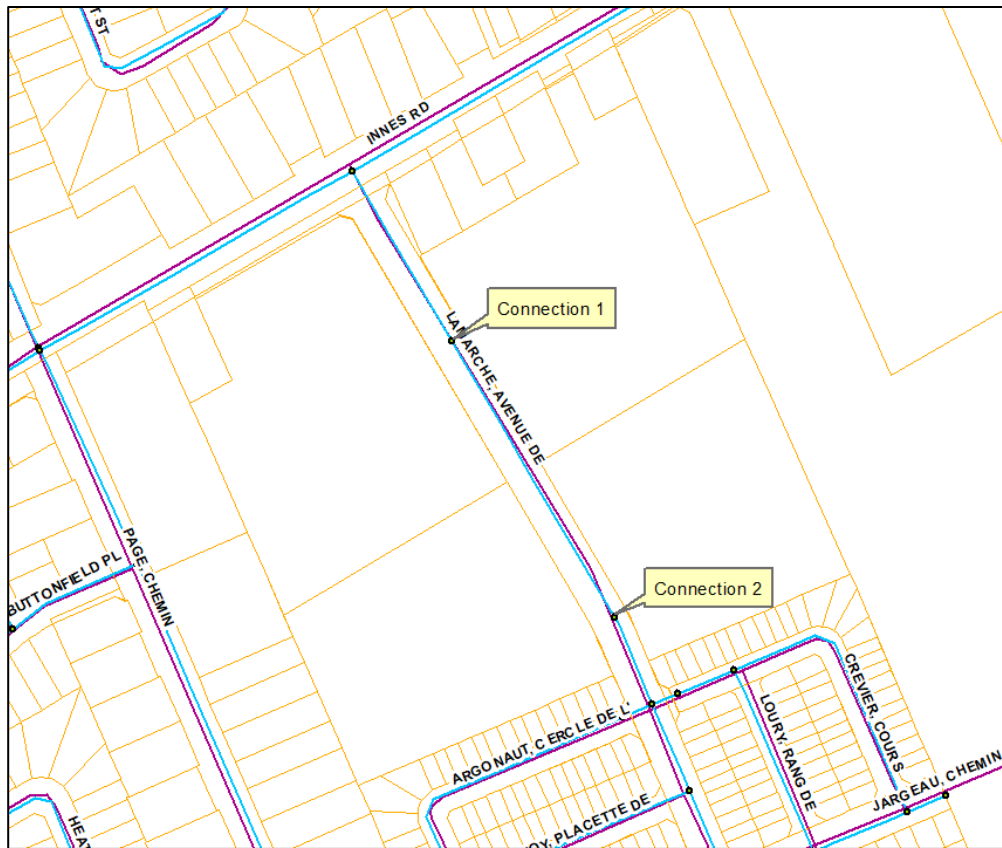 T ST
INNES RD
Connection 1
LAMARCHE, AVENUE DE
PAGE, CHEMIN
BUTTONFIELD PL
Connection 2
ARGONAUT, CERCLE DE L'
LOURY, RANG DE
CREVIER, COURS
JARGEAU, CHEMIN
OY, PLACETTE DE
HEAT